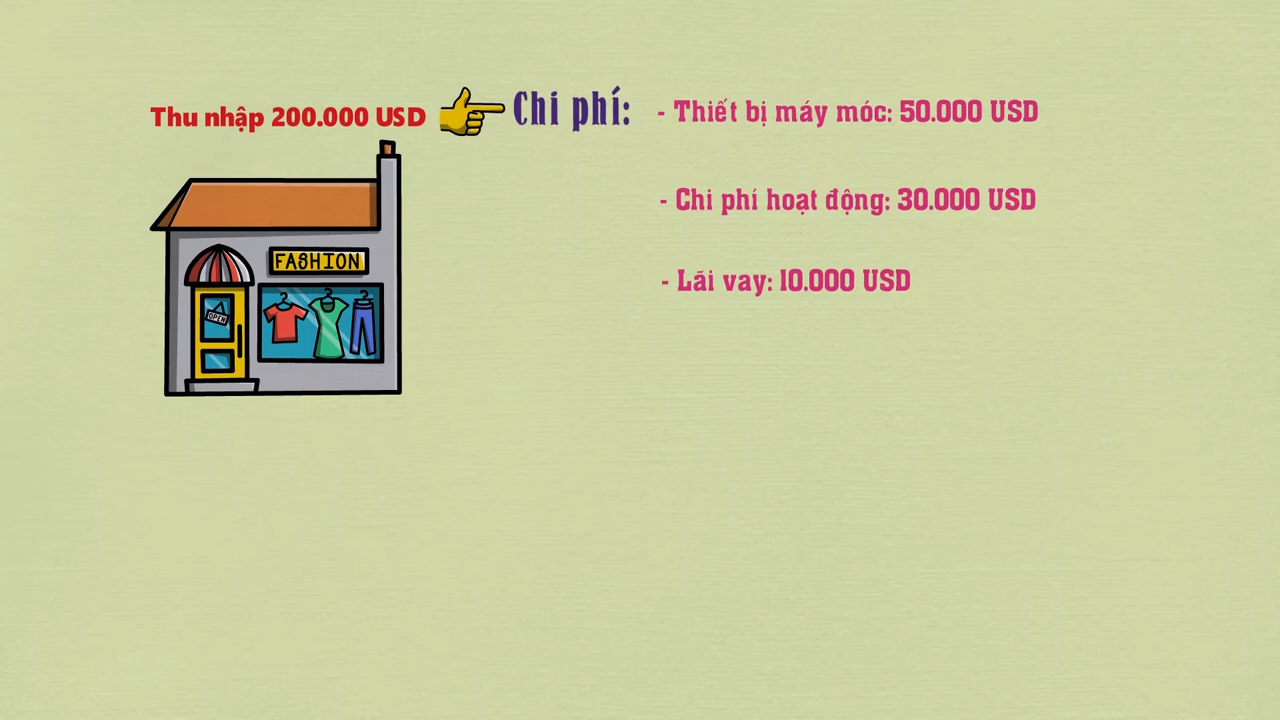 Thu nhập 200.000 USD
Chi phí:
- Thiết bị máy móc: 50.000 USD
- Chi phí hoạt động: 30.000 USD
- Lãi vay: 10.000 USD
FASHION
OPEN